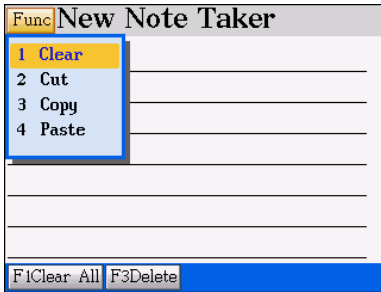 Func New Note Taker
1 Clear
2 Cut
3 Copy
4 Paste
F1Clear All F3Delete